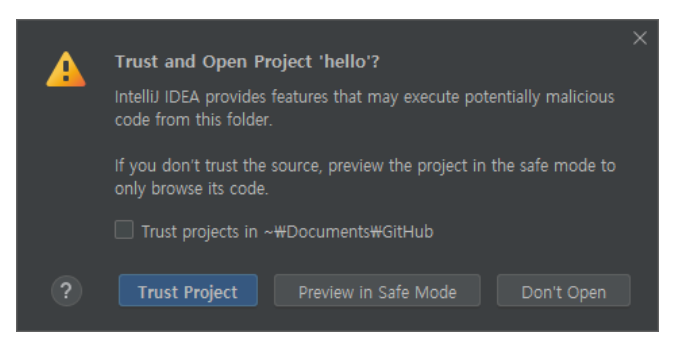 Trust and Open Project 'hello'?
IntelliJ IDEA provides features that may execute potentially malicious
code from this folder.
If you don't trust the source, preview the project in the safe mode to
only browse its code.
Trust projects in ~₩Documents₩GitHub
?
Trust Project
Preview in Safe Mode
Don't Open